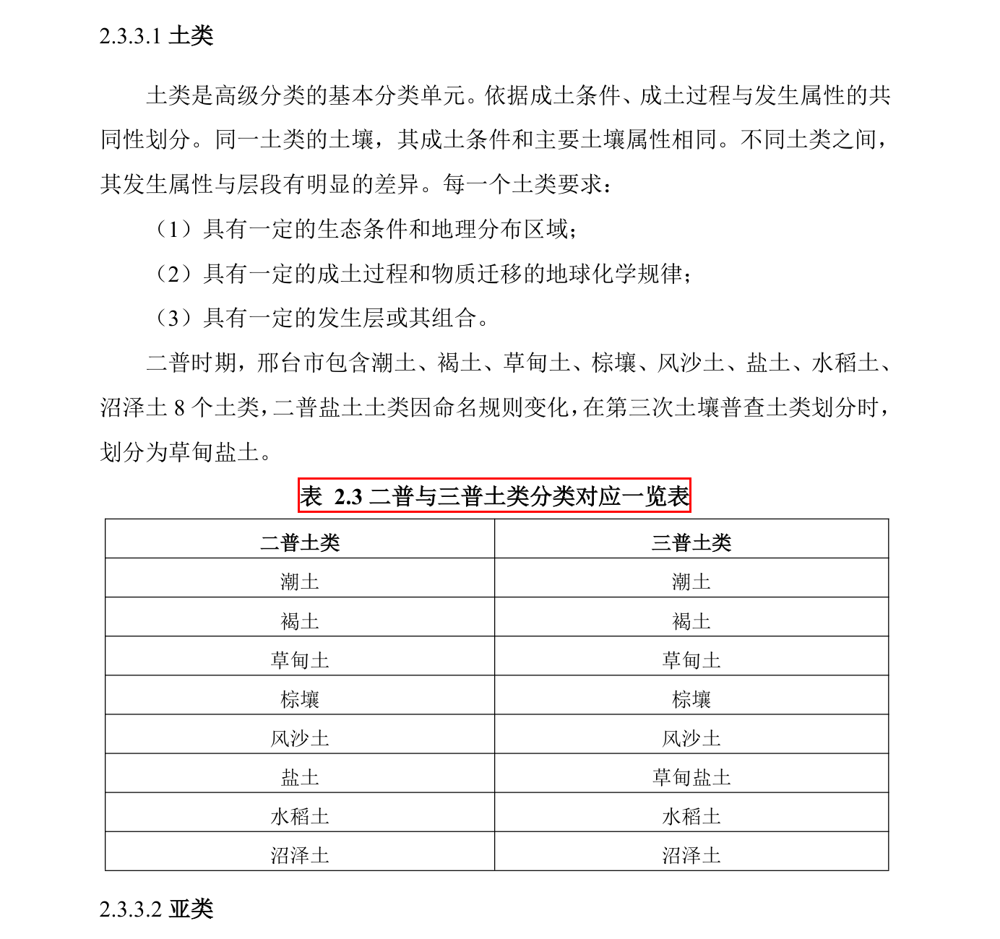 2.3.3.1 土类
土类是高级分类的基本分类单元。依据成土条件、成土过程与发生属性的共
同性划分。同一土类的土壤，其成土条件和主要土壤属性相同。不同土类之间，
其发生属性与层段有明显的差异。每一个土类要求：
（1）具有一定的生态条件和地理分布区域；
（2）具有一定的成土过程和物质迁移的地球化学规律；
（3）具有一定的发生层或其组合。
二普时期，邢台市包含潮土、褐土、草甸土、棕壤、风沙土、盐土、水稻土、
沼泽土 8 个土类，二普盐土土类因命名规则变化，在第三次土壤普查土类划分时，
划分为草甸盐土。
表 2.3 二普与三普土类分类对应一览表
二普土类 三普土类
潮土 潮土
褐土 褐土
草甸土 草甸土
棕壤 棕壤
风沙土 风沙土
盐土 草甸盐土
水稻土 水稻土
沼泽土 沼泽土
2.3.3.2 亚类